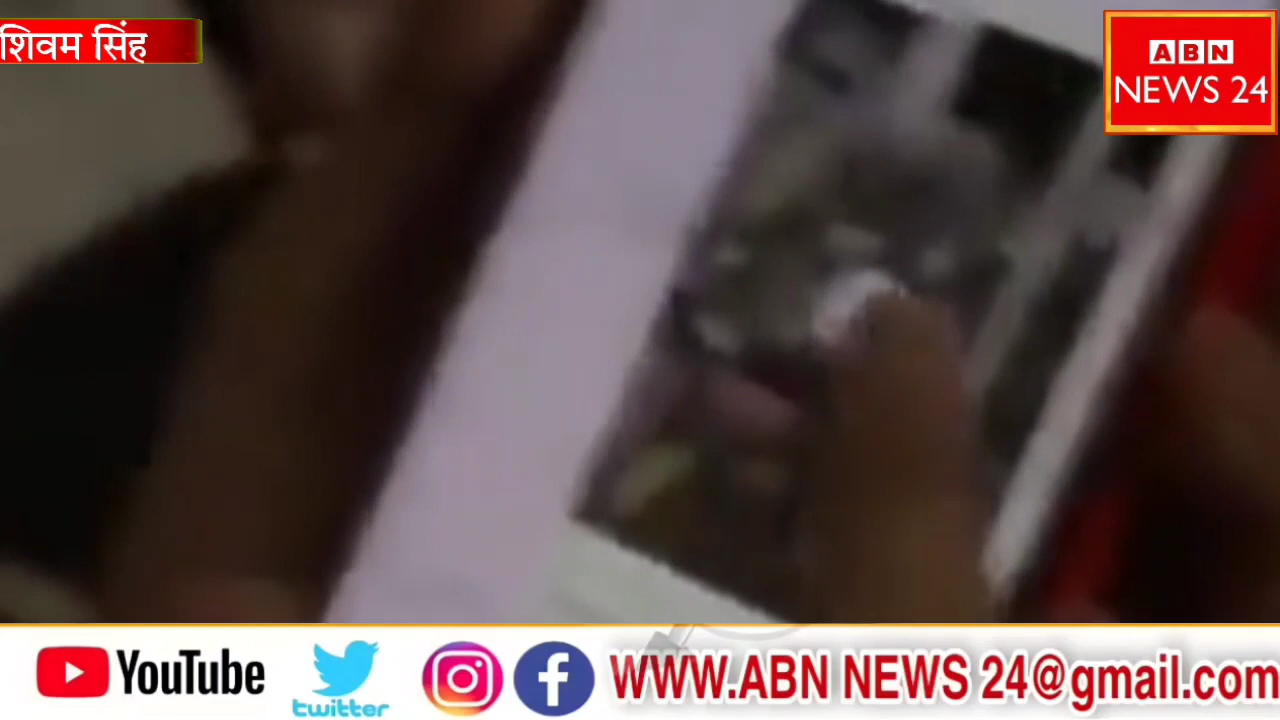 शिवम सिंह
ABN
NEWS 24
YouTube
twitter
WWW.ABN NEWS 24@gmail.com